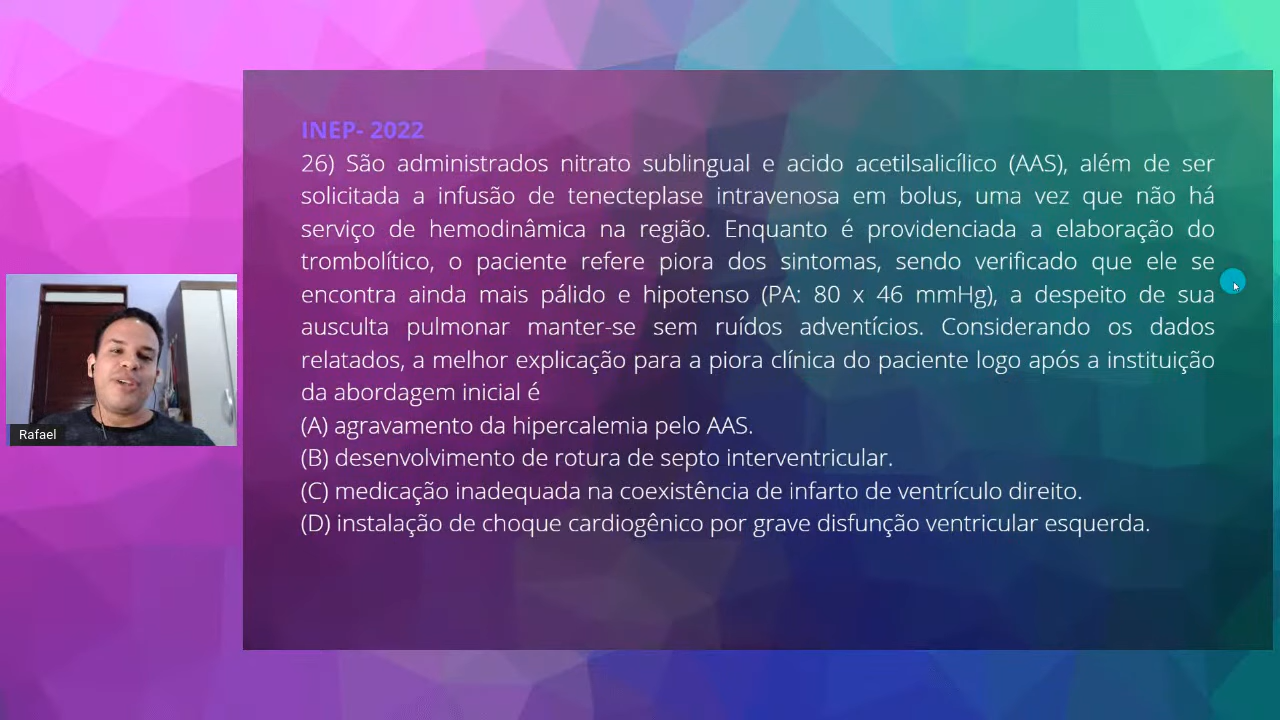 INEP- 2022
26) São administrados nitrato sublingual e acido acetilsalicílico (AAS), além de ser
solicitada a infusão de tenecteplase intravenosa em bolus, uma vez que não há
serviço de hemodinâmica na região. Enquanto é providenciada a elaboração do
trombolítico, o paciente refere piora dos sintomas, sendo verificado que ele se
encontra ainda mais pálido e hipotenso (PA: 80 x 46 mmHg), a despeito de sua
ausculta pulmonar manter-se sem ruídos adventícios. Considerando os dados
relatados, a melhor explicação para a piora clínica do paciente logo após a instituição
da abordagem inicial é
(A) agravamento da hipercalemia pelo AAS.
(B) desenvolvimento de rotura de septo interventricular.
(C) medicação inadequada na coexistência de infarto de ventrículo direito.
(D) instalação de choque cardiogênico por grave disfunção ventricular esquerda.
Rafael